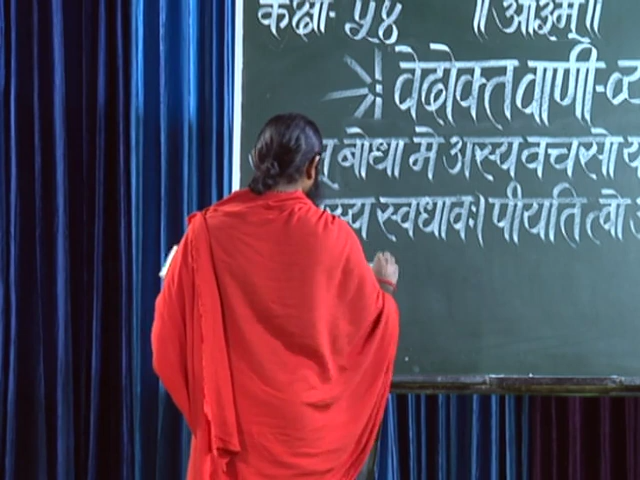 कक्षा- ५४ ॥ ओ३म् ॥
वेदोक्त वाणी-
बोधा मे अस्य वचसो
स्वधावः। पीयति त्वो